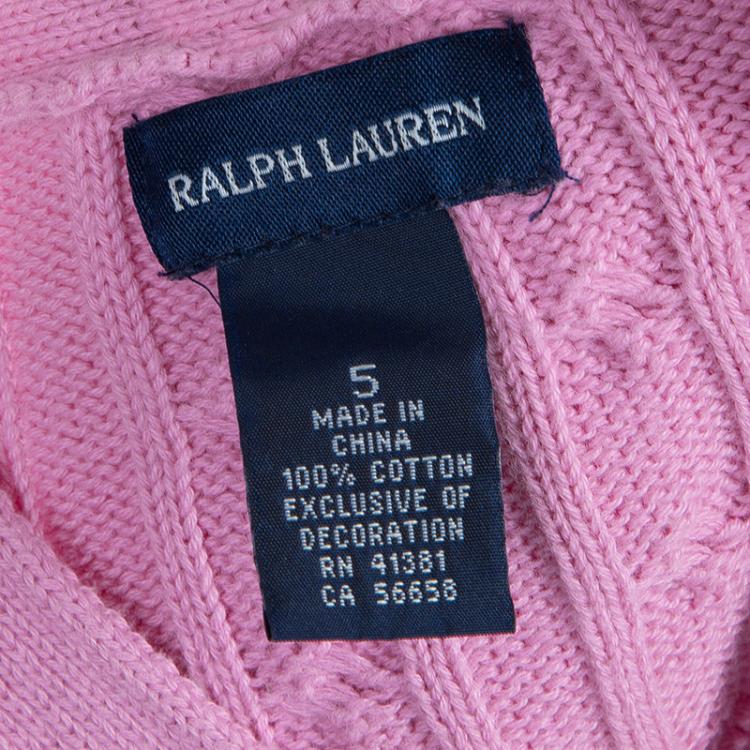 RALPH LAUREN
5
MADE IN
CHINA
100% COTTON
EXCLUSIVE OF
DECORATION
RN 41381
CA 56658